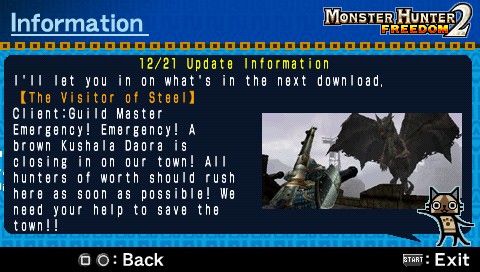 Information
MONSTER HUNTER
FREEDOM 2
12/21 Update Information
I'll let you in on what's in the next download,
【The Visitor of Steel】
Client:Guild Master
Emergency! Emergency! A
brown Kushala Daora is
closing in on our town! All
hunters of worth should rush
here as soon as possible! We
need your help to save the
town!!
: Back
START: Exit